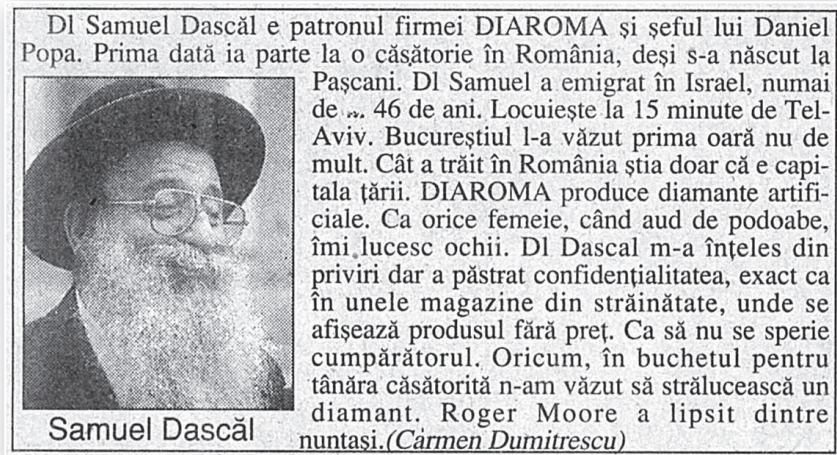 Dl Samuel Dascăl e patronul firmei DIAROMA și șeful lui Daniel
Popa. Prima dată ia parte la o căsătorie în România, deși s-a născut la
Pașcani. Dl Samuel a emigrat în Israel, numai
de ... 46 de ani. Locuiește la 15 minute de Tel-
Aviv. Bucureștiul l-a văzut prima oară nu de
mult. Cât a trăit în România știa doar că e capi-
tala țării. DIAROMA produce diamante artifi-
ciale. Ca orice femeie, când aud de podoabe,
îmi lucesc ochii. Dl Dascal m-a înțeles din
priviri dar a păstrat confidențialitatea, exact ca
în unele magazine din străinătate, unde se
afișează produsul fără preț. Ca să nu se sperie
cumpărătorul. Oricum, în buchetul pentru
tânăra căsătorită n-am văzut să strălucească un
diamant. Roger Moore a lipsit dintre
nuntași.(Carmen Dumitrescu)
Samuel Dascăl